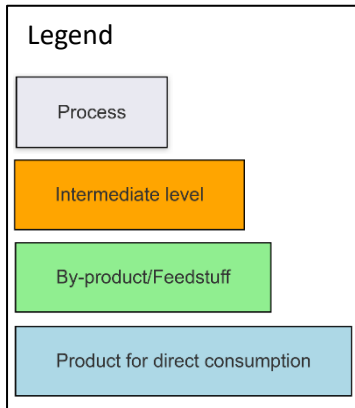 Legend
Process
Intermediate level
By-product/Feedstuff
Product for direct consumption